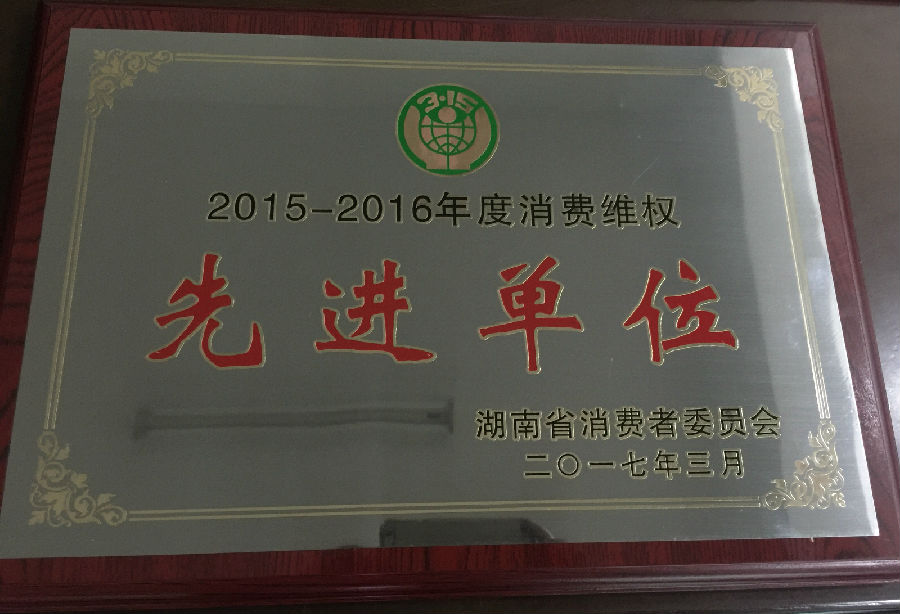 3·15
2015-2016年度消费维权
先进单位
湖南省消费者委员会
二〇一七年三月